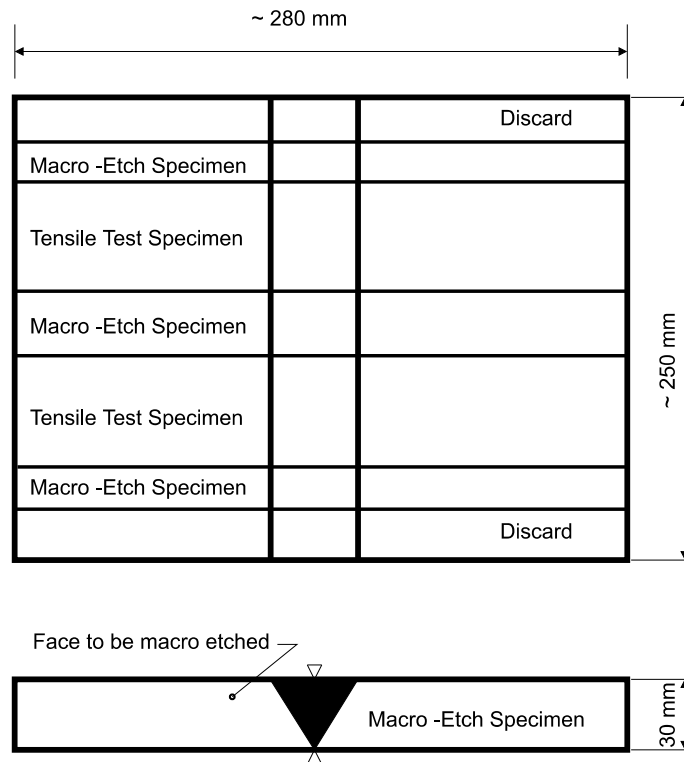 ~ 280 mm
Discard
Macro -Etch Specimen
Tensile Test Specimen
Macro -Etch Specimen
~ 250 mm
Tensile Test Specimen
Macro -Etch Specimen
Discard
Face to be macro etched
Macro -Etch Specimen
30 mm